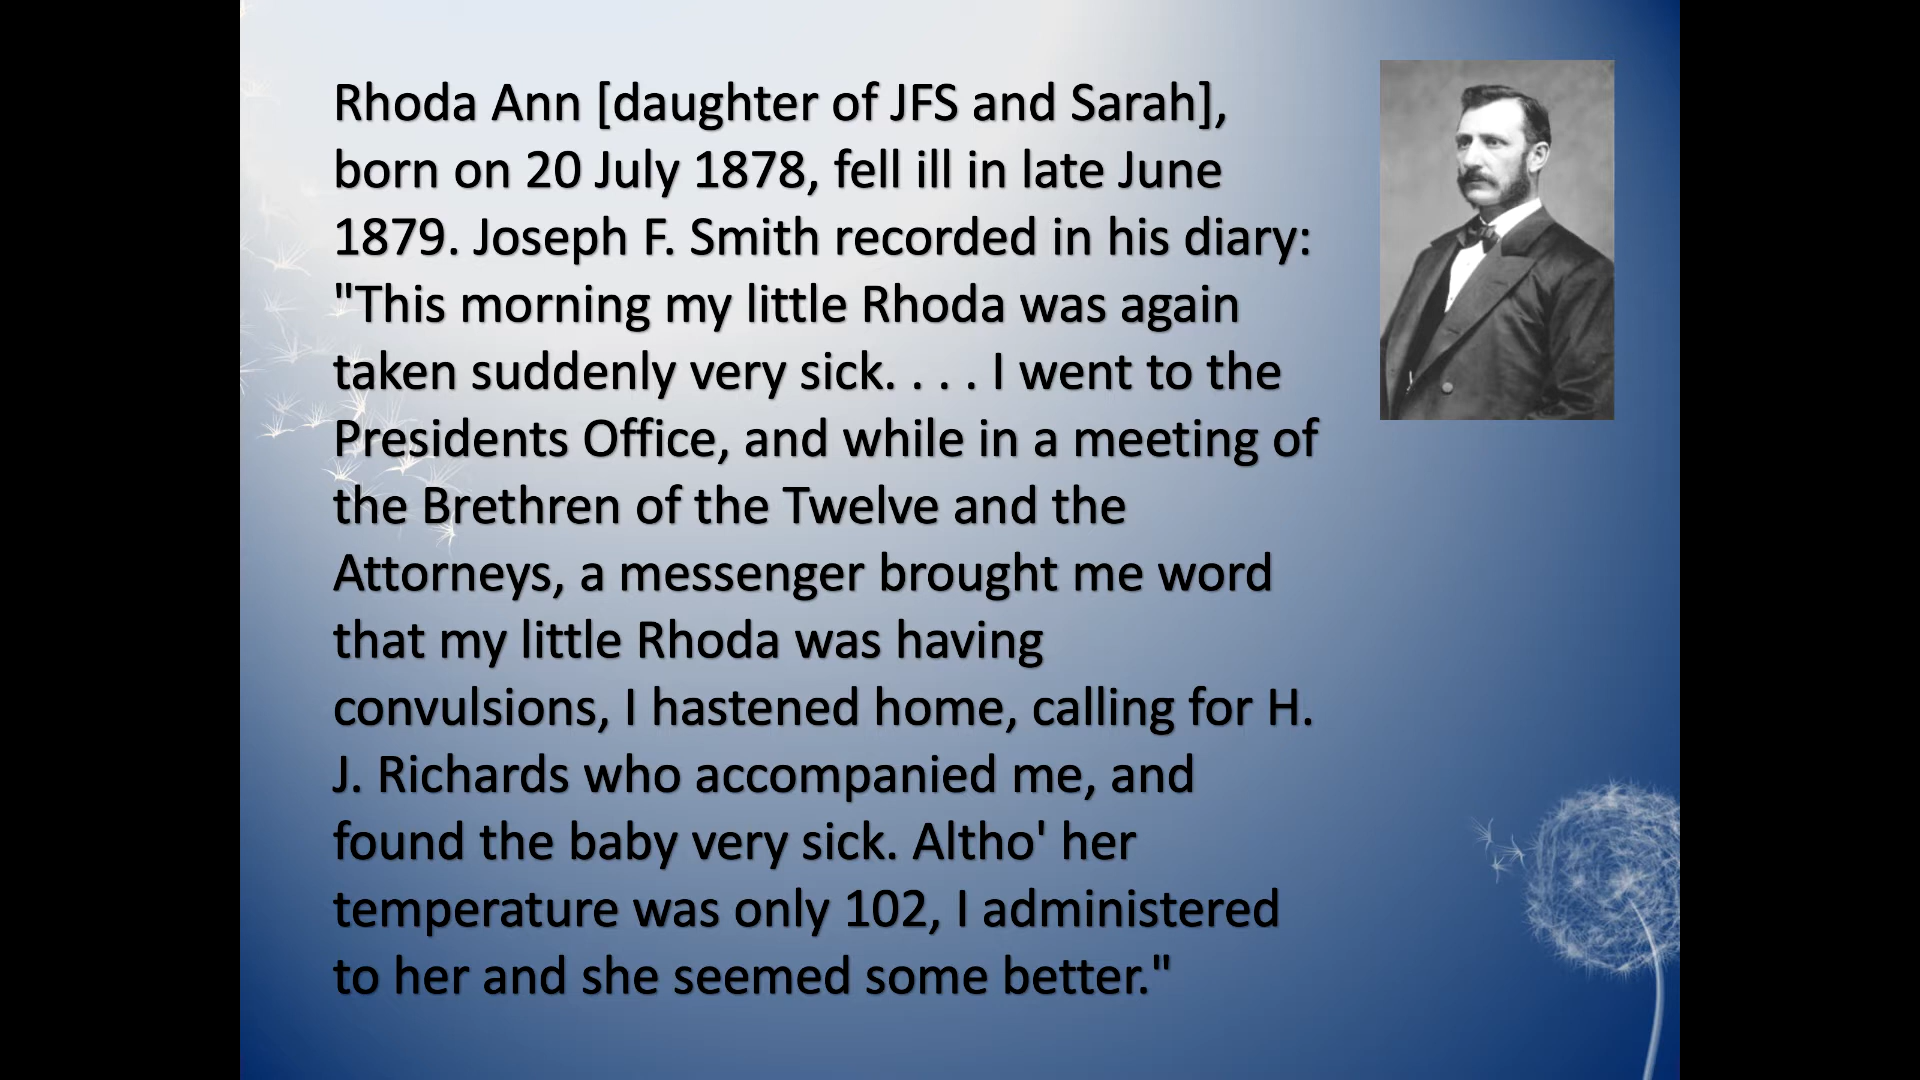 Rhoda Ann [daughter of JFS and Sarah],
born on 20 July 1878, fell ill in late June
1879. Joseph F. Smith recorded in his diary:
"This morning my little Rhoda was again
taken suddenly very sick. . . . I went to the
Presidents Office, and while in a meeting of
the Brethren of the Twelve and the
Attorneys, a messenger brought me word
that my little Rhoda was having
convulsions, I hastened home, calling for H.
J. Richards who accompanied me, and
found the baby very sick. Altho' her
temperature was only 102, I administered
to her and she seemed some better."